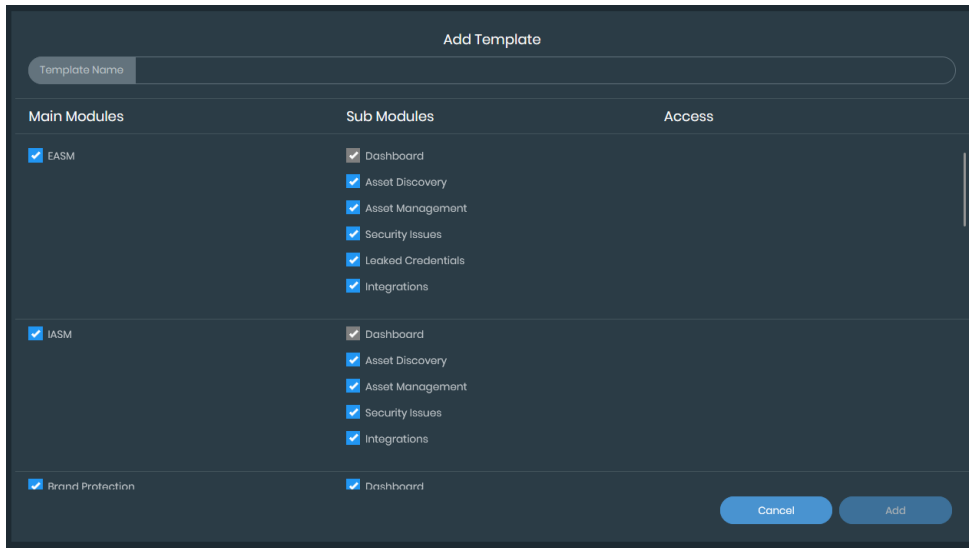 Add Template
Template Name
Main Modules Sub Modules Access
EASM Dashboard
Asset Discovery
Asset Management
Security Issues
Leaked Credentials
Integrations
IASM Dashboard
Asset Discovery
Asset Management
Security Issues
Integrations
Brand Protection Dashboard
Cancel Add